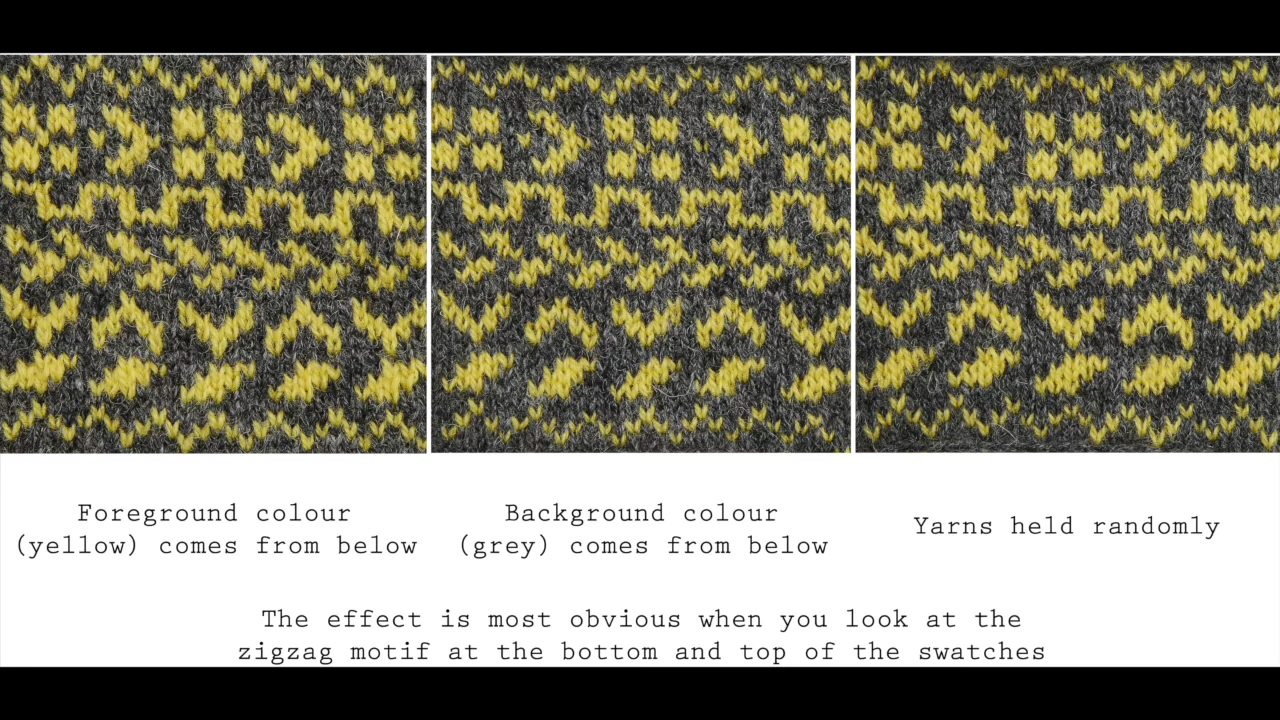 Foreground colour
(yellow) comes from below
Background colour
(grey) comes from below
Yarns held randomly
The effect is most obvious when you look at the
zigzag motif at the bottom and top of the swatches